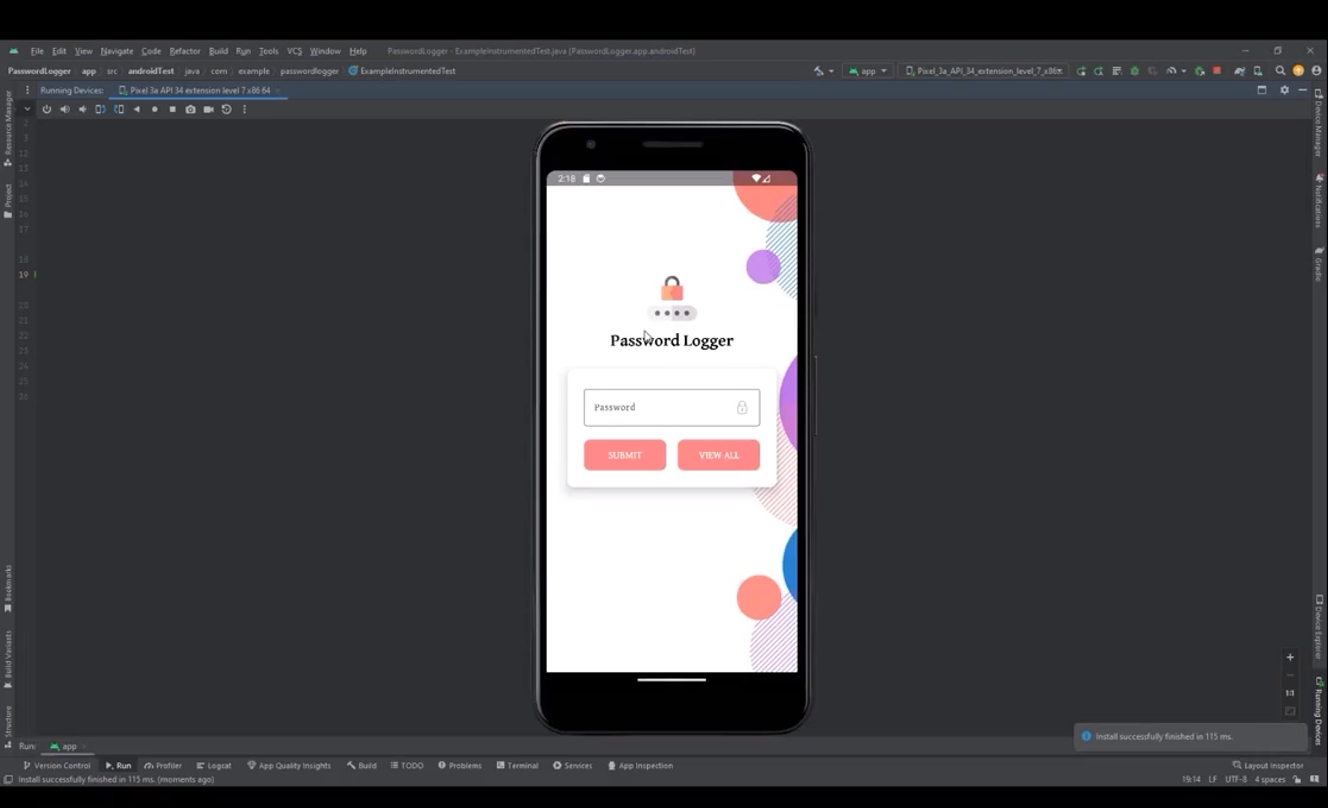 File Edit View Navigate Code Refactor Build Run Tools VCS Window Help PasswordLogger - ExampleInstrumentedTest.java [PasswordLogger.app.androidTest]
PasswordLogger app src androidTest java com example passwordlogger ExampleInstrumentedTest app Pixel_3a_API_34_extension_level_7_x86
Running Devices: Pixel 3a API 34 extension level 7 x86 64
Resource Manager
Project
Bookmarks
Build Variants
Structure
2
3
12
13
14
15
16
17
18
19
20
21
22
23
24
25
26
2:18
Password Logger
Password
SUBMIT VIEW ALL
Device Manager
Notifications
Gradle
Device Explorer
Running Devices
1:1
Install successfully finished in 115 ms.
Run: app
Version Control Run Profiler Logcat App Quality Insights Build TODO Problems Terminal Services App Inspection Layout Inspector
Install successfully finished in 115 ms. (moments ago) 19:14 LF UTF-8 4 spaces